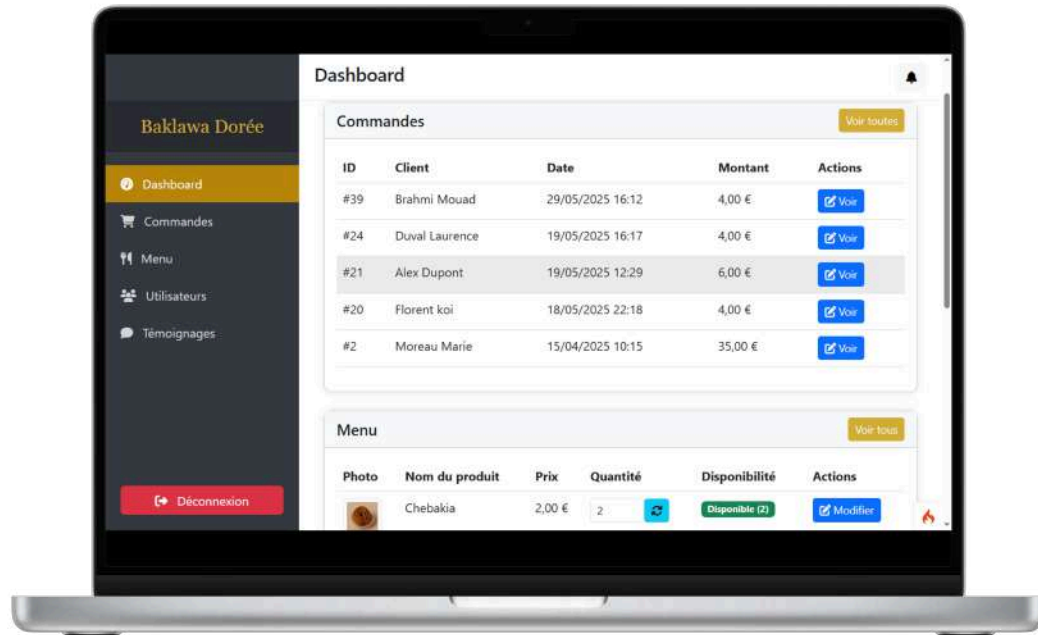 Dashboard
Baklawa Dorée
Dashboard
Commandes
Menu
Utilisateurs
Témoignages
Déconnexion
Commandes Voir toutes
ID Client Date Montant Actions
#39 Brahmi Mouad 29/05/2025 16:12 4,00 € Voir
#24 Duval Laurence 19/05/2025 16:17 4,00 € Voir
#21 Alex Dupont 19/05/2025 12:29 6,00 € Voir
#20 Florent koi 18/05/2025 22:18 4,00 € Voir
#2 Moreau Marie 15/04/2025 10:15 35,00 € Voir
Menu Voir tous
Photo Nom du produit Prix Quantité Disponibilité Actions
Chebakia 2,00 € 2 Disponible (2) Modifier